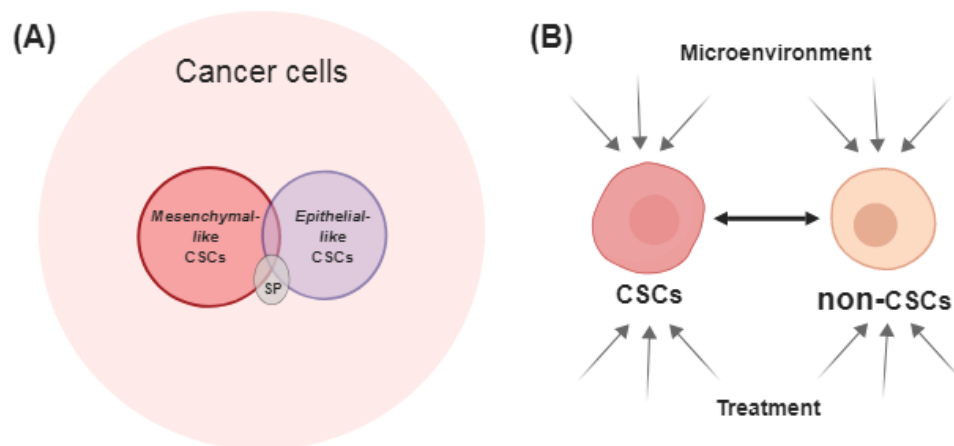 (A)
Cancer cells
Mesenchymal-
like
CSCs
Epithelial-
like
CSCs
SP
(B)
Microenvironment
CSCs
non-CSCs
Treatment